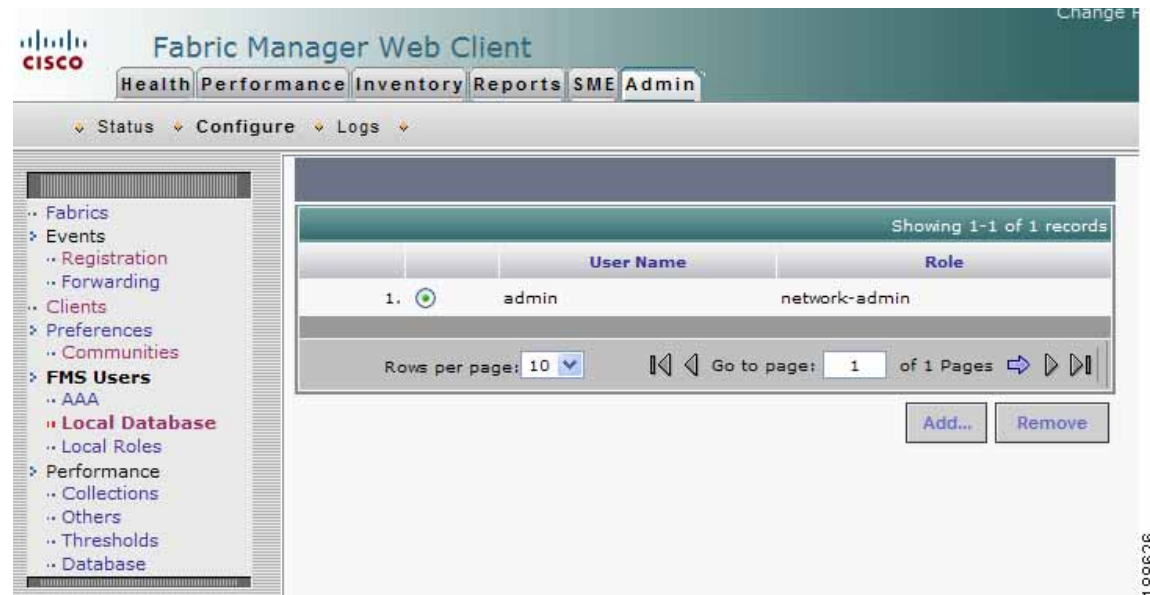 Change
CISCO
Fabric Manager Web Client
Health Performance Inventory Reports SME Admin
Status Configure Logs
Fabrics
Events
Registration
Forwarding
Clients
Preferences
Communities
FMS Users
AAA
Local Database
Local Roles
Performance
Collections
Others
Thresholds
Database
Showing 1-1 of 1 records
User Name Role
1. admin network-admin
Rows per page: 10 Go to page: 1 of 1 Pages
Add... Remove
188626